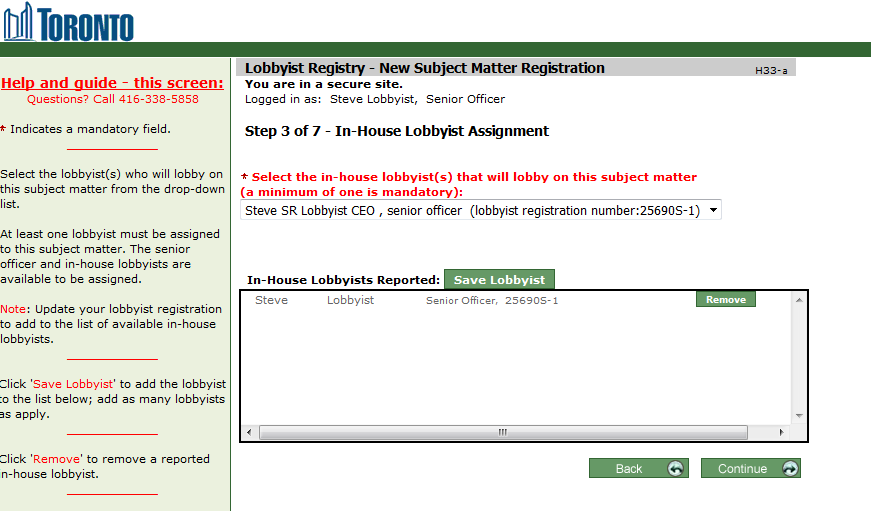 TORONTO
Help and guide - this screen:
Questions? Call 416-338-5858
* Indicates a mandatory field.
Select the lobbyist(s) who will lobby on
this subject matter from the drop-down
list.
At least one lobbyist must be assigned
to this subject matter. The senior
officer and in-house lobbyists are
available to be assigned.
Note: Update your lobbyist registration
to add to the list of available in-house
lobbyists.
Click 'Save Lobbyist' to add the lobbyist
to the list below; add as many lobbyists
as apply.
Click 'Remove' to remove a reported
in-house lobbyist.
Lobbyist Registry - New Subject Matter Registration H33-a
You are in a secure site.
Logged in as: Steve Lobbyist, Senior Officer
Step 3 of 7 - In-House Lobbyist Assignment
* Select the in-house lobbyist(s) that will lobby on this subject matter
(a minimum of one is mandatory):
Steve SR Lobbyist CEO , senior officer (lobbyist registration number:25690S-1)
In-House Lobbyists Reported: Save Lobbyist
Steve Lobbyist Senior Officer, 25690S-1 Remove
Back Continue